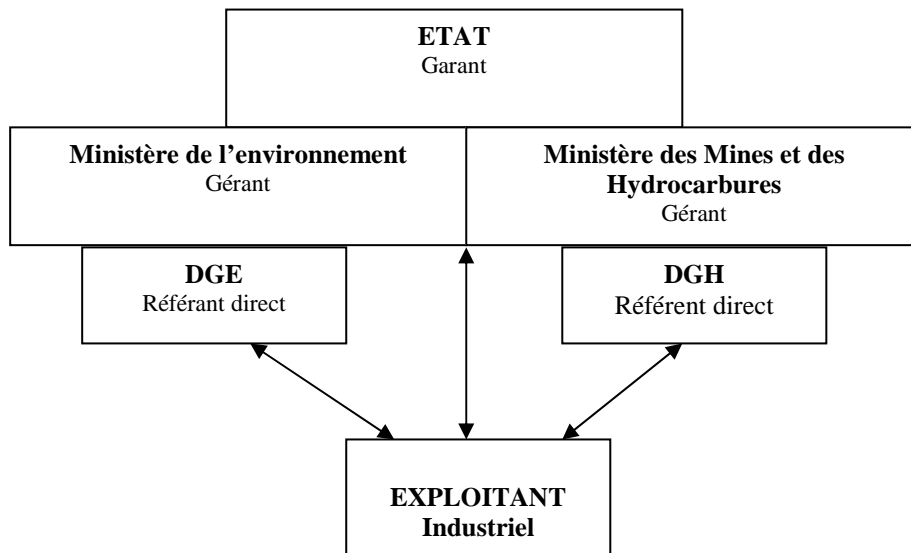 ETAT
Garant
Ministère de l’environnement
Gérant
Ministère des Mines et des
Hydrocarbures
Gérant
DGE
Référant direct
DGH
Référent direct
EXPLOITANT
Industriel